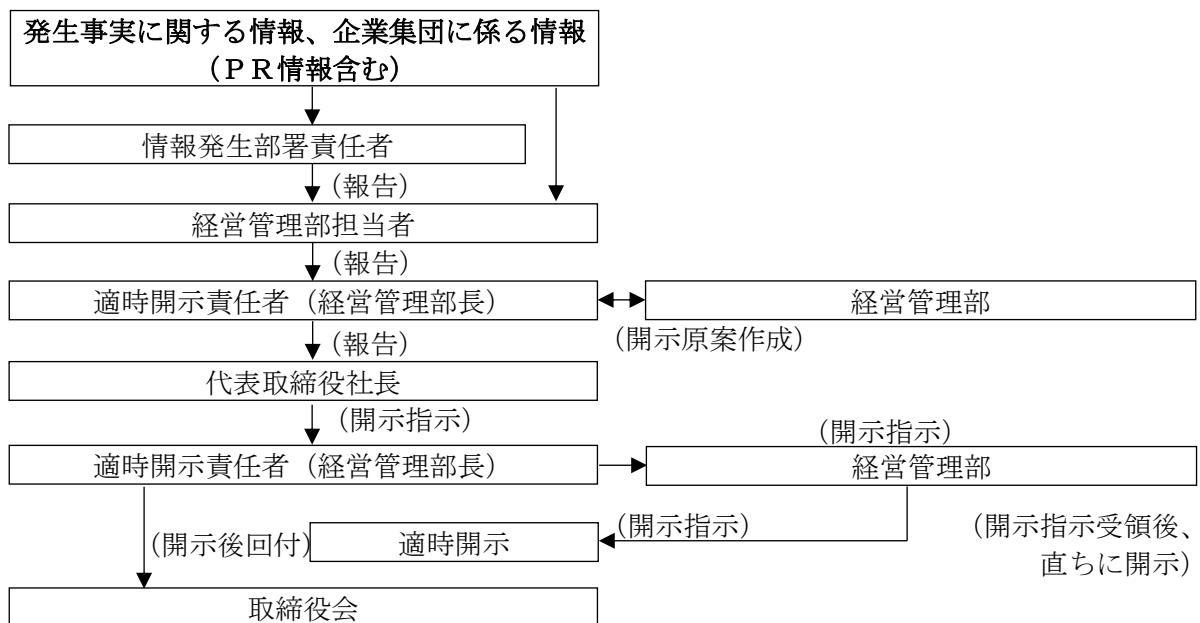 発生事実に関する情報、企業集団に係る情報
（ＰＲ情報含む）
情報発生部署責任者
（報告）
経営管理部担当者
（報告）
適時開示責任者（経営管理部長）
経営管理部
（開示原案作成）
（報告）
代表取締役社長
（開示指示）
（開示指示）
適時開示責任者（経営管理部長）
経営管理部
（開示後回付）
適時開示
（開示指示）
（開示指示受領後、
直ちに開示）
取締役会